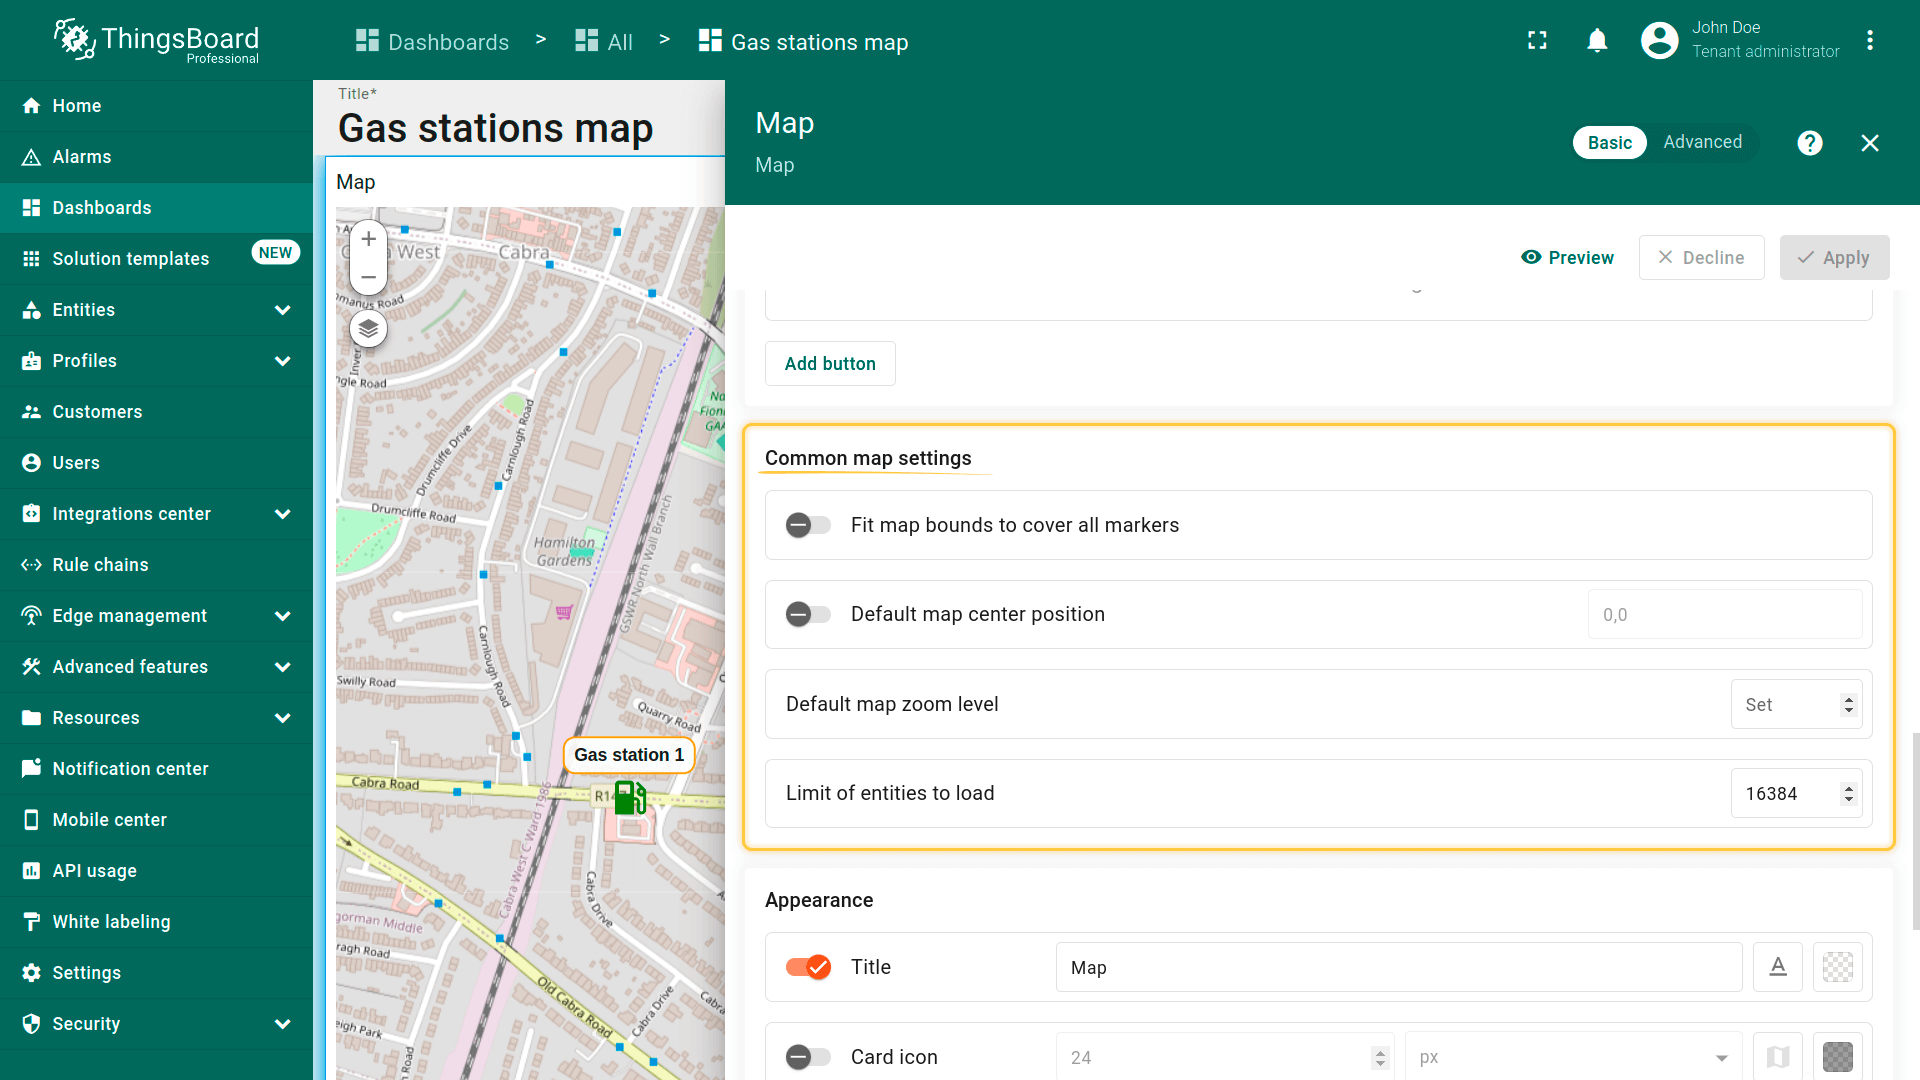 ThingsBoard
Professional
Dashboards > All > Gas stations map
John Doe
Tenant administrator
Home
Alarms
Dashboards
Solution templates NEW
Entities
Profiles
Customers
Users
Integrations center
Rule chains
Edge management
Advanced features
Resources
Notification center
Mobile center
API usage
White labeling
Settings
Security
Title*
Gas stations map
Map
+
−
West
Cabra
omanus Road
Inver
ngle Road
Drumcliffe Drive
Carnlough Road
Drumcliffe Road
Na
Fion
GAA
Hamilton
Gardens
GSWR North Wall Branch
Carnlough Road
Swilly Road
Quarry Road
Gas station 1
Cabra Road
R14
Cabra West C Ward 1986
Cabra Drive
gorman Middle
ragh Road
Old Cabra Road
Cabra Drive
Cabra
eigh Park
Road
Map
Map
Basic Advanced
?
Preview
Decline
Apply
Add button
Common map settings
Fit map bounds to cover all markers
Default map center position 0,0
Default map zoom level Set
Limit of entities to load 16384
Appearance
Title Map A
Card icon 24 px